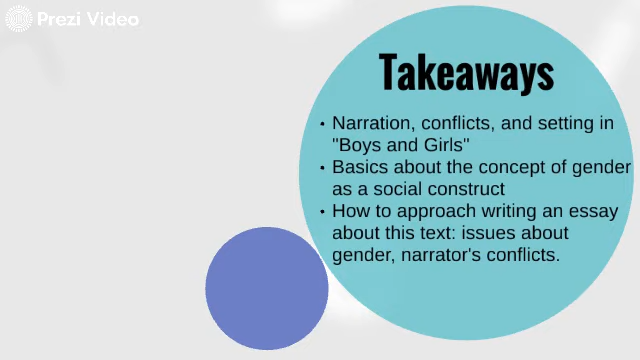 Prezi Video
Takeaways
• Narration, conflicts, and setting in
"Boys and Girls"
• Basics about the concept of gender
as a social construct
• How to approach writing an essay
about this text: issues about
gender, narrator's conflicts.